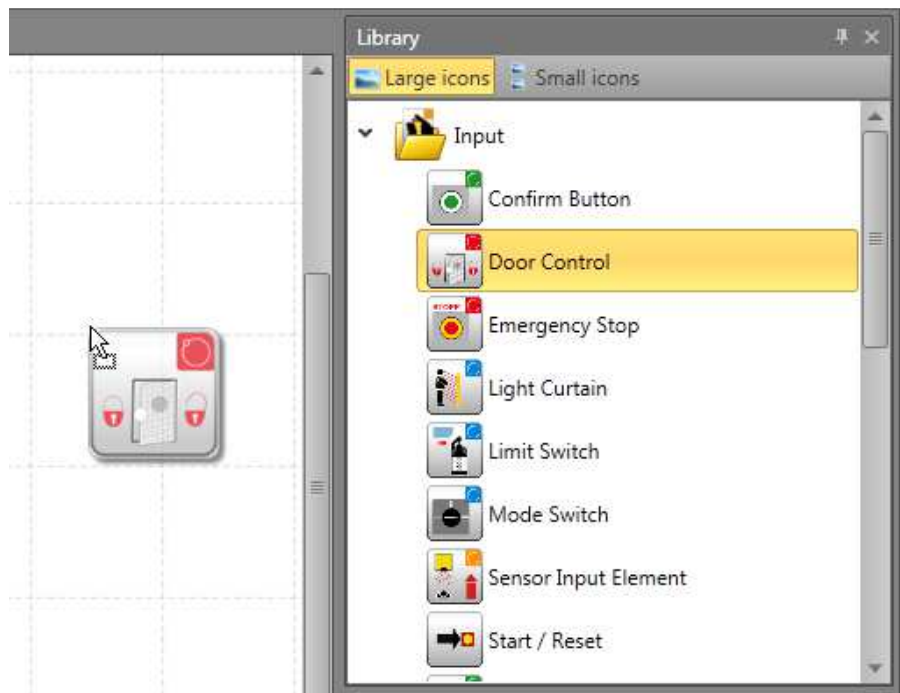 Library
Large icons Small icons
Input
Confirm Button
Door Control
STOPP
Emergency Stop
Light Curtain
Limit Switch
Mode Switch
Sensor Input Element
Start / Reset